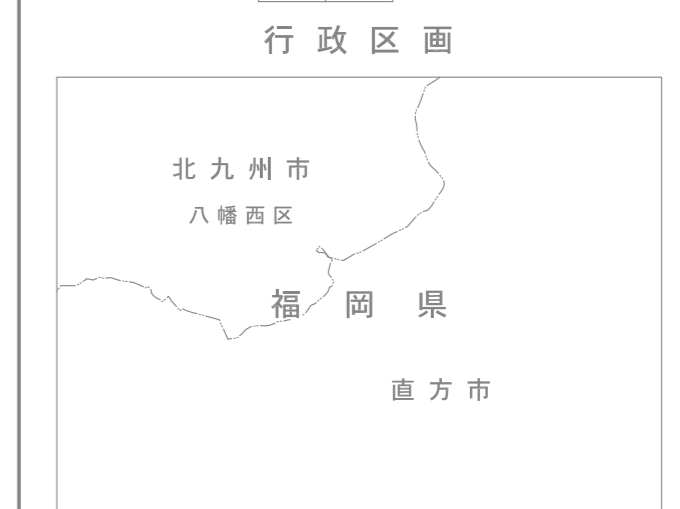 行政区画
北九州市
八幡西区
福岡県
直方市